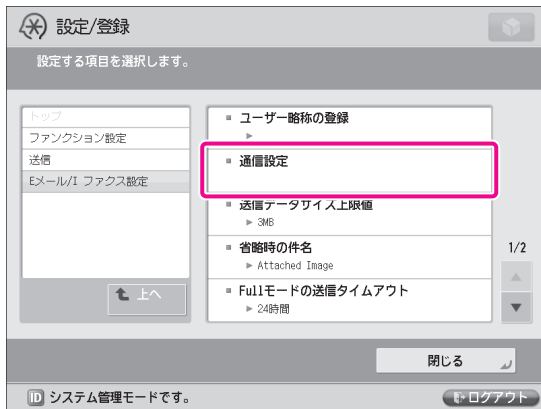 設定/登録
設定する項目を選択します。
トップ
ファンクション設定
送信
Eメール/I ファクス設定
上へ
ユーザー略称の登録
通信設定
送信データサイズ上限値
3MB
省略時の件名
Attached Image
Fullモードの送信タイムアウト
24時間
1/2
閉じる
ID システム管理モードです。
ログアウト